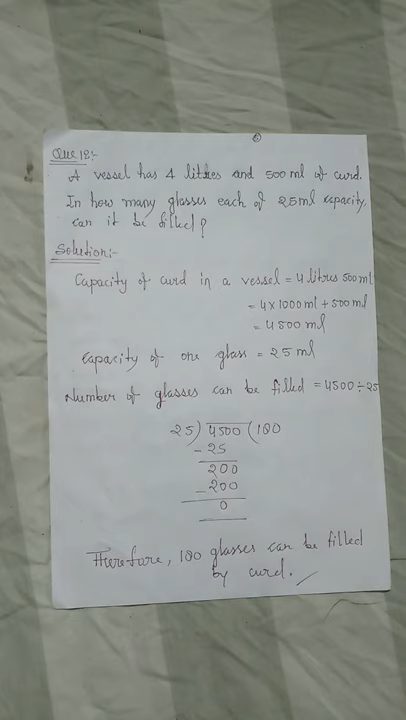 Que 12:-
A vessel has 4 litres and 500 ml of curd.
In how many glasses each of 25ml capacity,
can it be filled?
Solution:-
Capacity of curd in a vessel = 4 litres 500 ml
= 4 x 1000 ml + 500 ml
= 4500 ml
Capacity of one glass = 25 ml
Number of glasses can be filled = 4500 ÷ 25
25) 4500 (180
- 25
200
- 200
0
Therefore, 180 glasses can be filled
by curd.